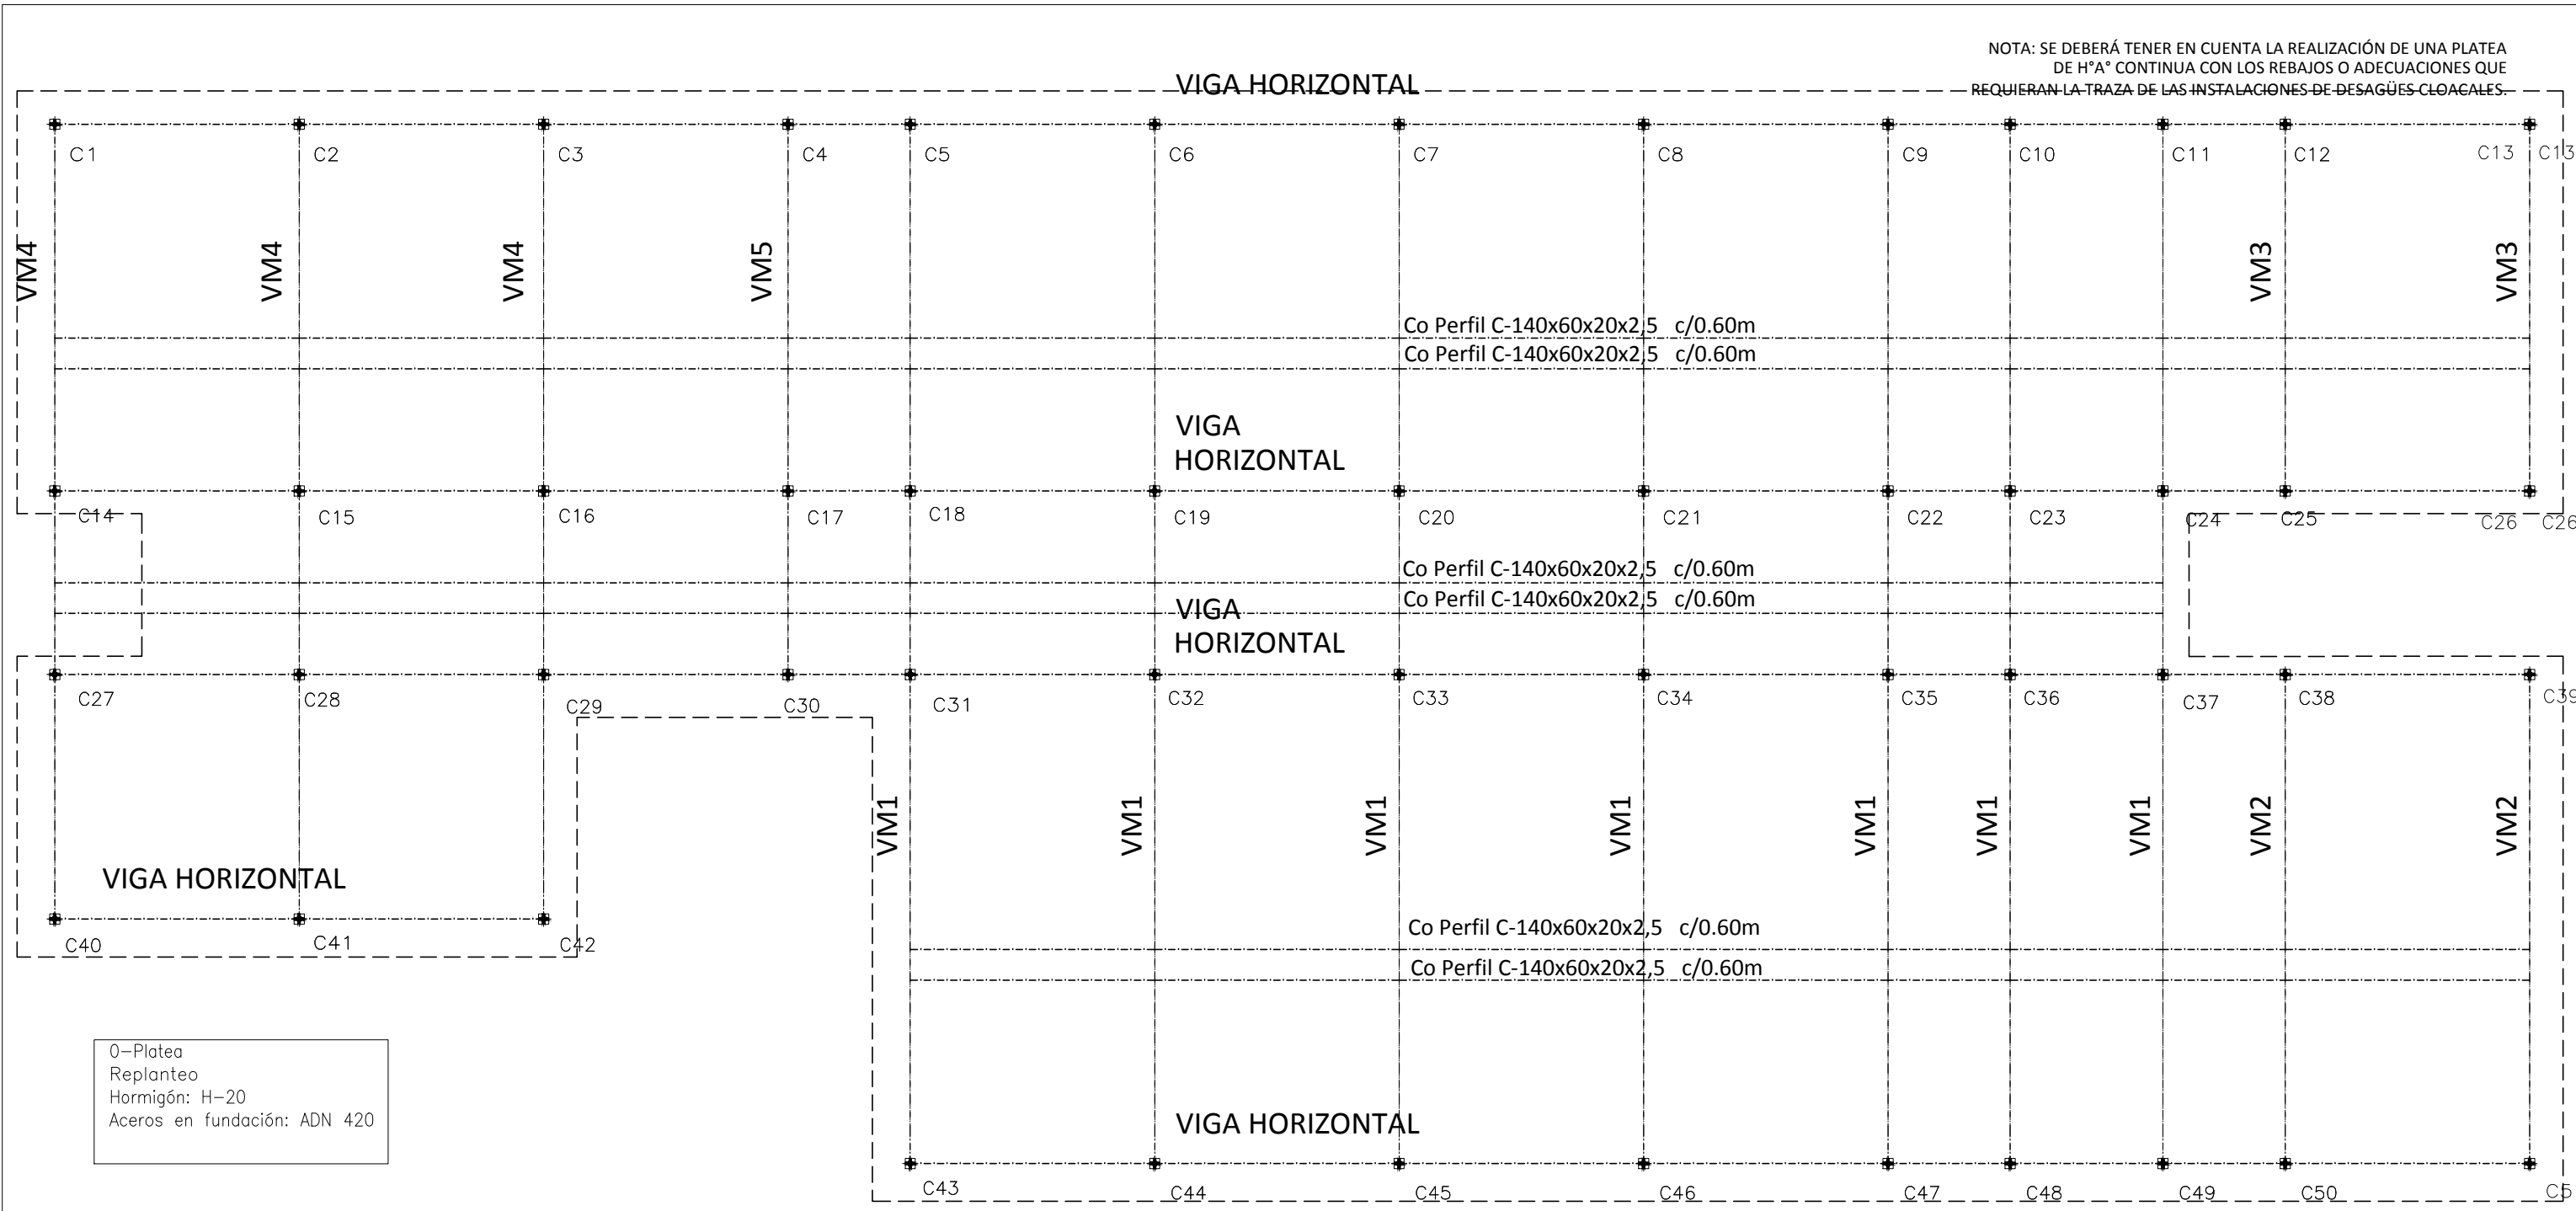 NOTA: SE DEBERÁ TENER EN CUENTA LA REALIZACIÓN DE UNA PLATEA
DE H°A° CONTINUA CON LOS REBAJOS O ADECUACIONES QUE
REQUIERAN LA TRAZA DE LAS INSTALACIONES DE DESAGÜES CLOACALES.
VIGA HORIZONTAL
C1 C2 C3 C4 C5 C6 C7 C8 C9 C10 C11 C12 C13 C13
VM4 VM4 VM4 VM5 VM3 VM3
Co Perfil C-140x60x20x2,5 c/0.60m
Co Perfil C-140x60x20x2,5 c/0.60m
VIGA
HORIZONTAL
C14 C15 C16 C17 C18 C19 C20 C21 C22 C23 C24 C25 C26 C26
Co Perfil C-140x60x20x2,5 c/0.60m
Co Perfil C-140x60x20x2,5 c/0.60m
VIGA
HORIZONTAL
C27 C28 C29 C30 C31 C32 C33 C34 C35 C36 C37 C38 C39
VM1 VM1 VM1 VM1 VM1 VM1 VM1 VM2 VM2
VIGA HORIZONTAL
C40 C41 C42
Co Perfil C-140x60x20x2,5 c/0.60m
Co Perfil C-140x60x20x2,5 c/0.60m
0-Platea
Replanteo
Hormigón: H-20
Aceros en fundación: ADN 420
VIGA HORIZONTAL
C43 C44 C45 C46 C47 C48 C49 C50